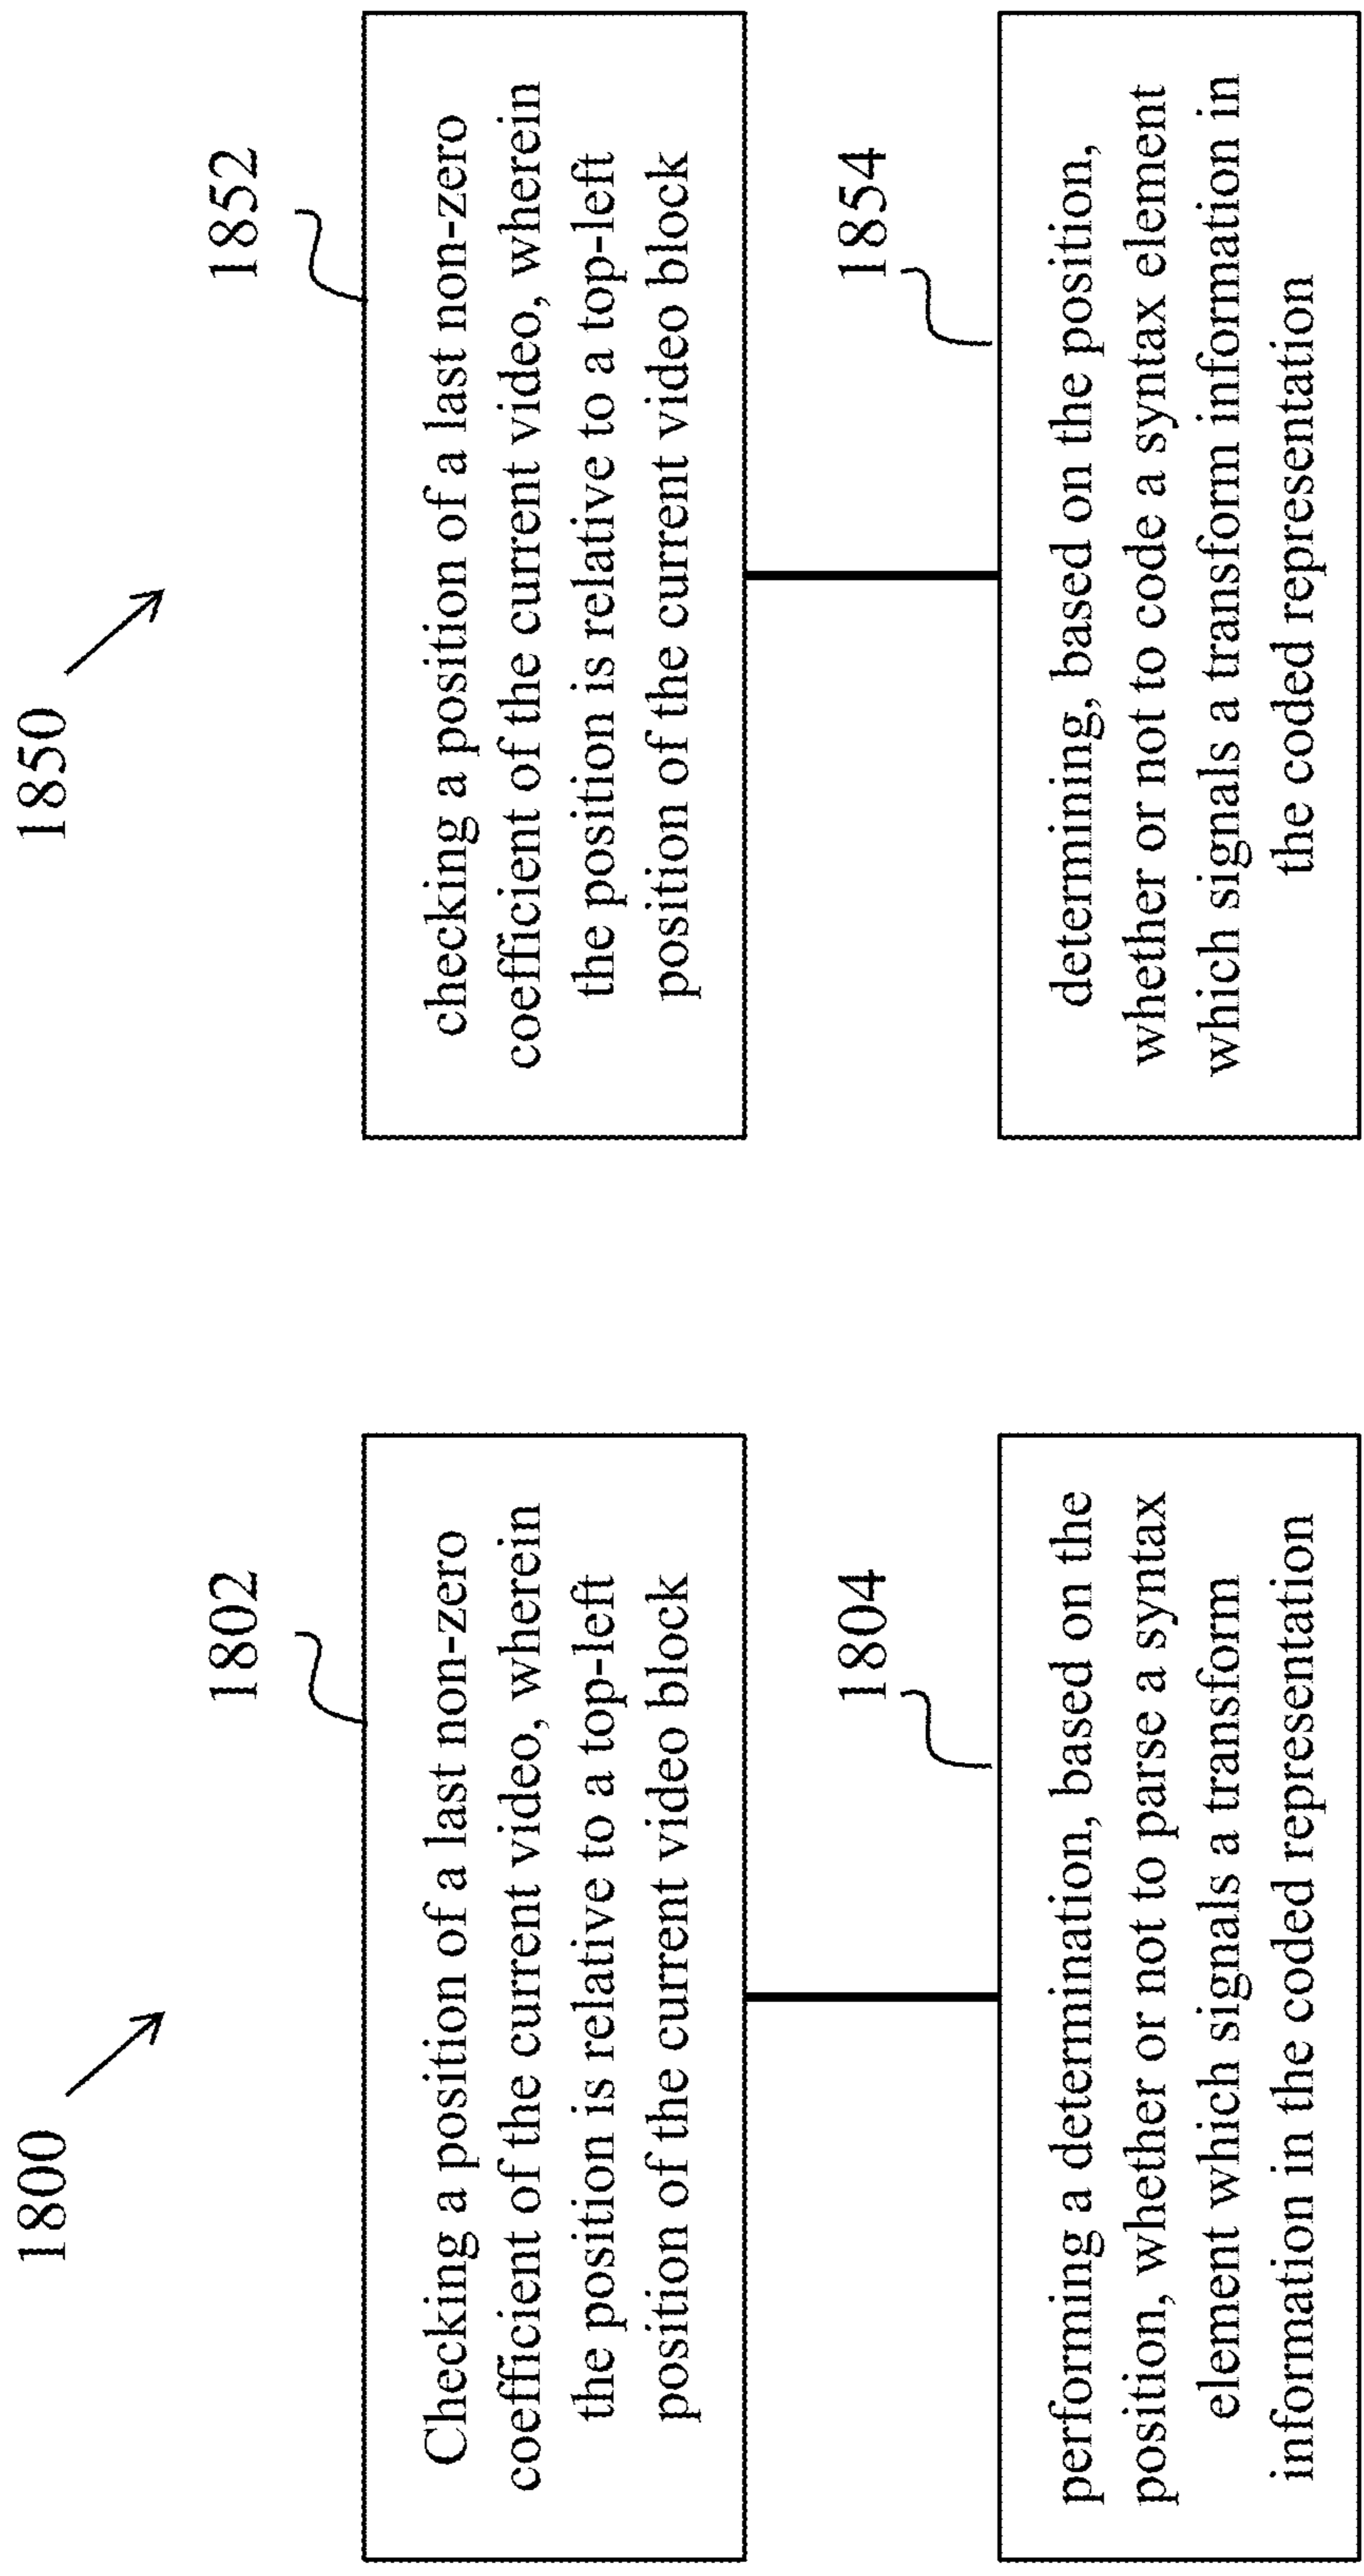 1800
1802
Checking a position of a last non-zero
coefficient of the current video, wherein
the position is relative to a top-left
position of the current video block
1804
performing a determination, based on the
position, whether or not to parse a syntax
element which signals a transform
information in the coded representation
1850
1852
checking a position of a last non-zero
coefficient of the current video, wherein
the position is relative to a top-left
position of the current video block
1854
determining, based on the position,
whether or not to code a syntax element
which signals a transform information in
the coded representation